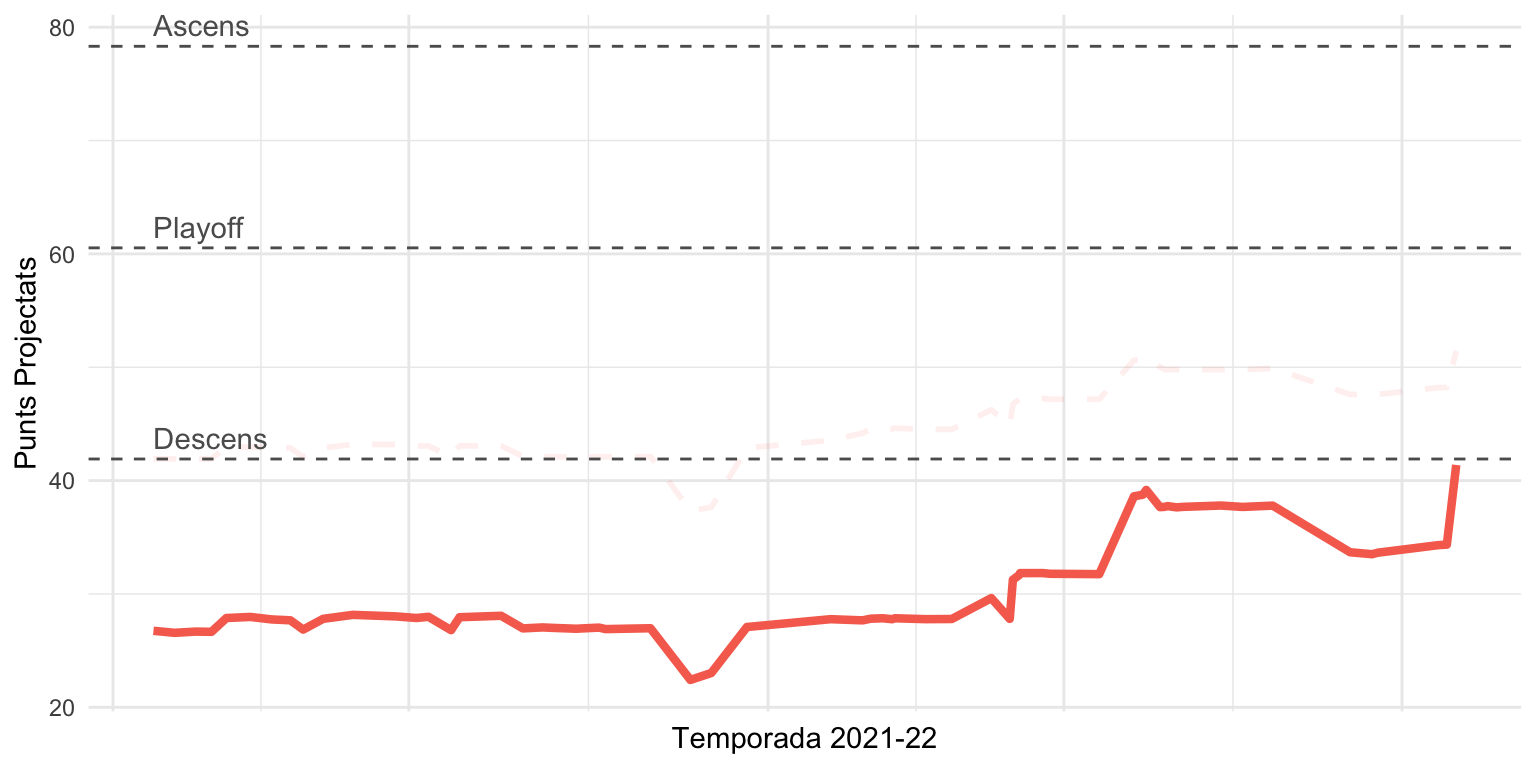 80
Ascens
Playoff
60
Punts Projectats
Descens
40
20
Temporada 2021-22